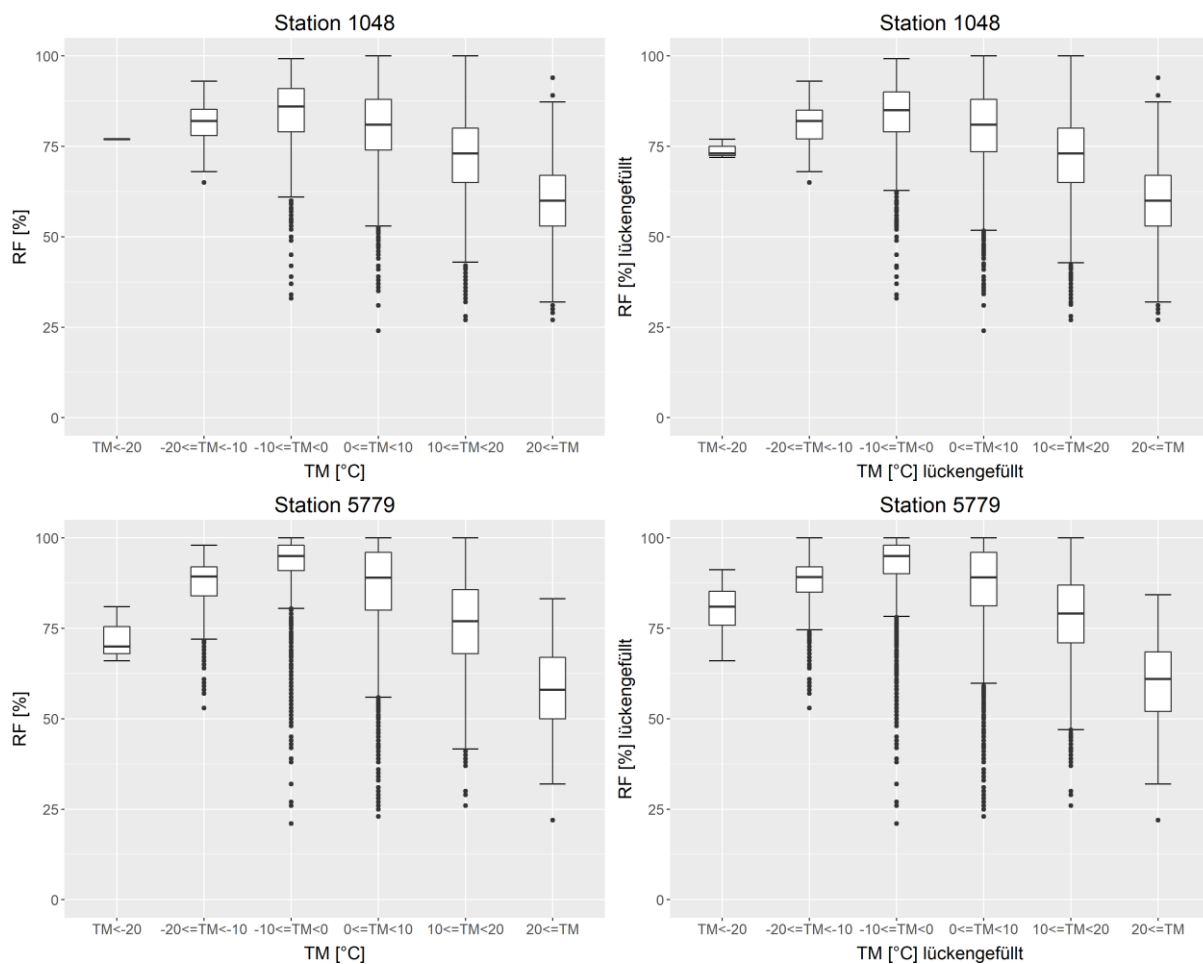 Station 1048
100
75
50
25
0
RF [%]
TM<-20 -20<=TM<-10 -10<=TM<0 0<=TM<10 10<=TM<20 20<=TM
TM [°C]
Station 1048
100
75
50
25
0
RF [%] lückengefüllt
TM<-20 -20<=TM<-10 -10<=TM<0 0<=TM<10 10<=TM<20 20<=TM
TM [°C] lückengefüllt
Station 5779
100
75
50
25
0
RF [%]
TM<-20 -20<=TM<-10 -10<=TM<0 0<=TM<10 10<=TM<20 20<=TM
TM [°C]
Station 5779
100
75
50
25
0
RF [%] lückengefüllt
TM<-20 -20<=TM<-10 -10<=TM<0 0<=TM<10 10<=TM<20 20<=TM
TM [°C] lückengefüllt